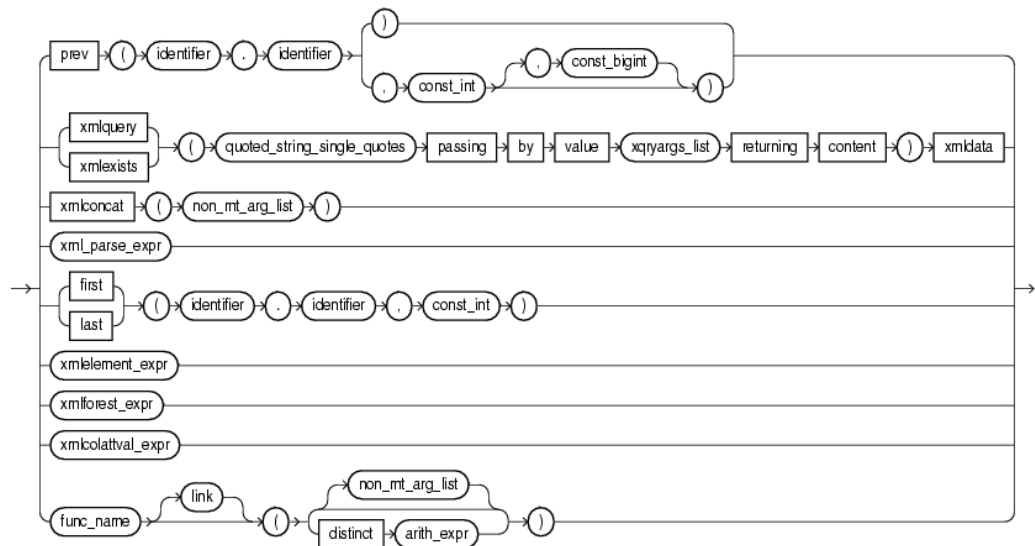 )
prev ( identifier . identifier
, const_int , const_bigint )
xmlquery
( quoted_string_single_quotes passing by value xqryargs_list returning content ) xmldata
xmlexists
xmlconcat ( non_mt_arg_list )
xml_parse_expr
first
( identifier . identifier , const_int )
last
xmlelement_expr
xmlforest_expr
xmlcolattval_expr
link non_mt_arg_list
func_name ( )
distinct arith_expr